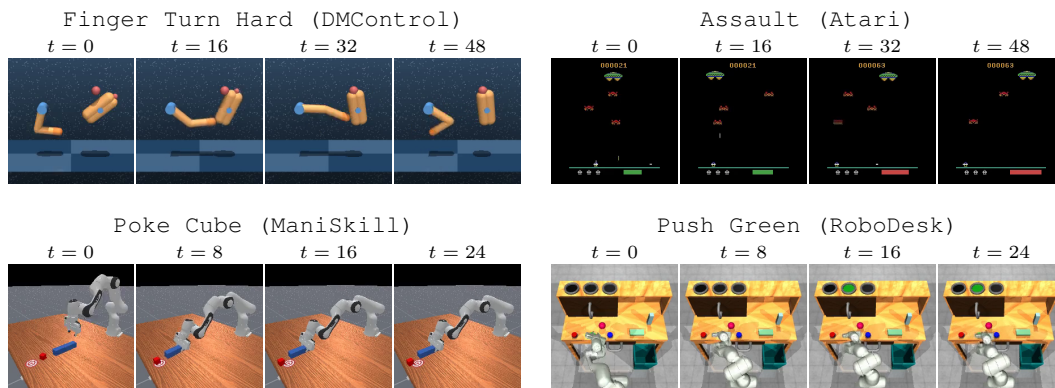 Finger Turn Hard (DMControl)
t = 0 t = 16 t = 32 t = 48
Assault (Atari)
t = 0 t = 16 t = 32 t = 48
000021 000021 000063 000063
Poke Cube (ManiSkill)
t = 0 t = 8 t = 16 t = 24
Push Green (RoboDesk)
t = 0 t = 8 t = 16 t = 24